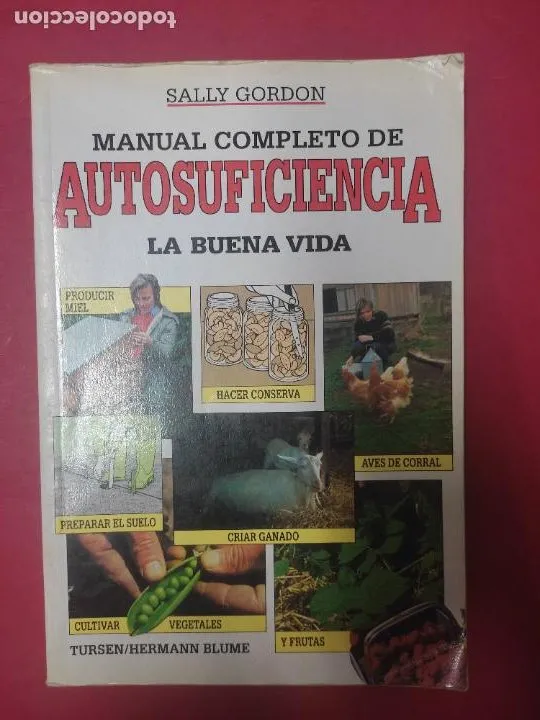 todocoleccion
SALLY GORDON
MANUAL COMPLETO DE
AUTOSUFICIENCIA
LA BUENA VIDA
PRODUCIR
MIEL
HACER CONSERVA
AVES DE CORRAL
PREPARAR EL SUELO
CRIAR GANADO
CULTIVAR VEGETALES
Y FRUTAS
TURSEN/HERMANN BLUME